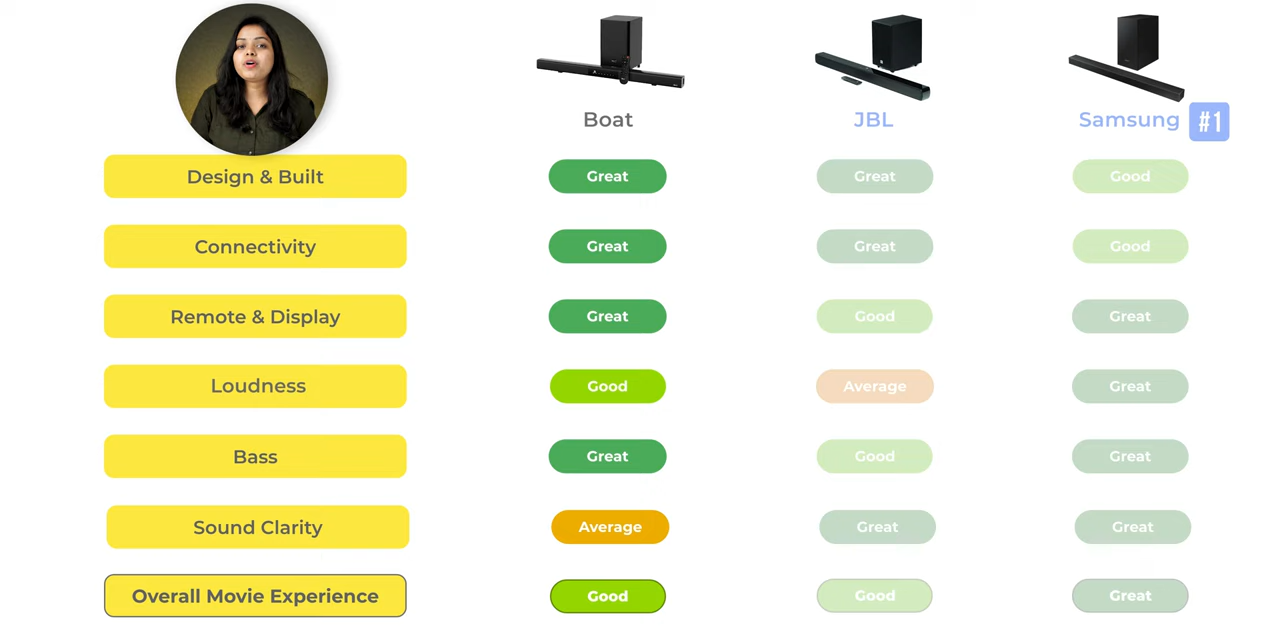 Boat JBL Samsung #1
Design & Built Great Great Good
Connectivity Great Great Good
Remote & Display Great Good Great
Loudness Good Average Great
Bass Great Good Great
Sound Clarity Average Great Great
Overall Movie Experience Good Good Great